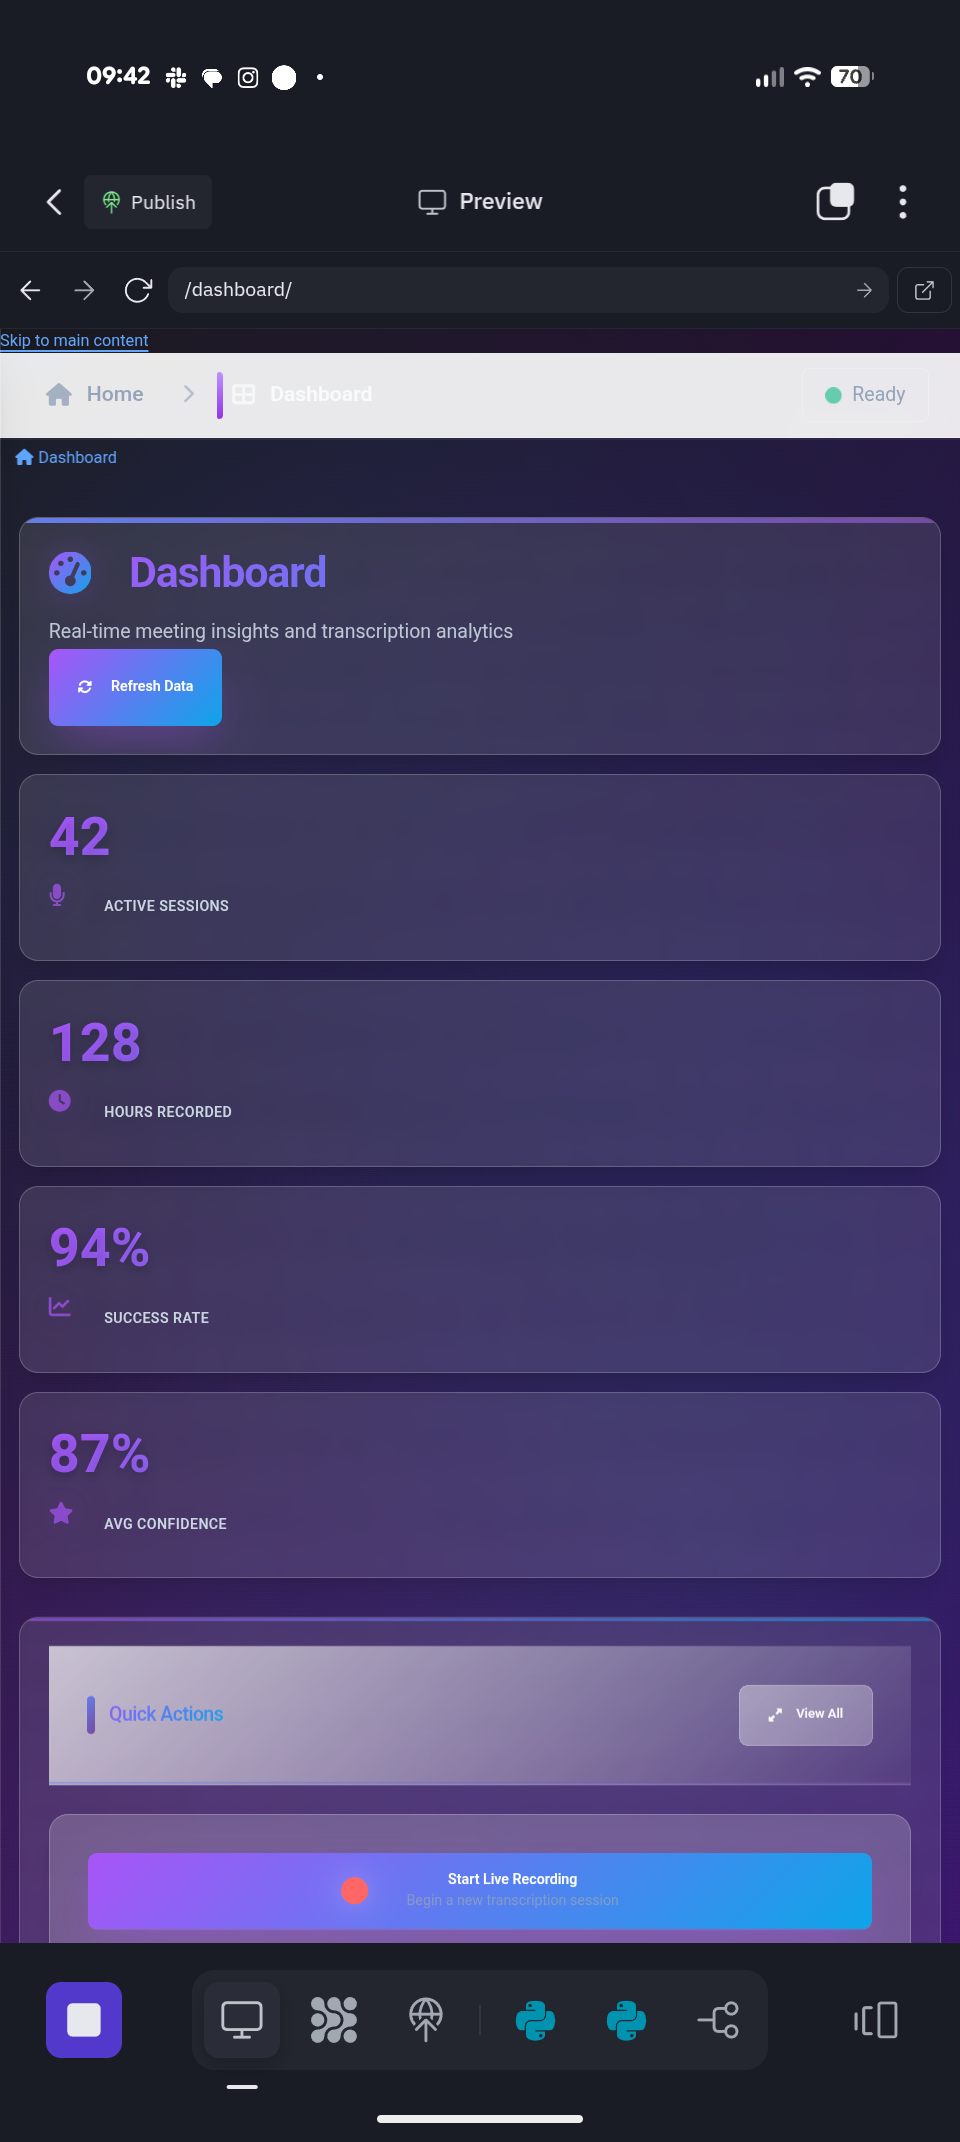 09:42
70
Publish
Preview
/dashboard/
Skip to main content
Home
Dashboard
Ready
Dashboard
Dashboard
Real-time meeting insights and transcription analytics
Refresh Data
42
ACTIVE SESSIONS
128
HOURS RECORDED
94%
SUCCESS RATE
87%
AVG CONFIDENCE
Quick Actions
View All
Start Live Recording
Begin a new transcription session